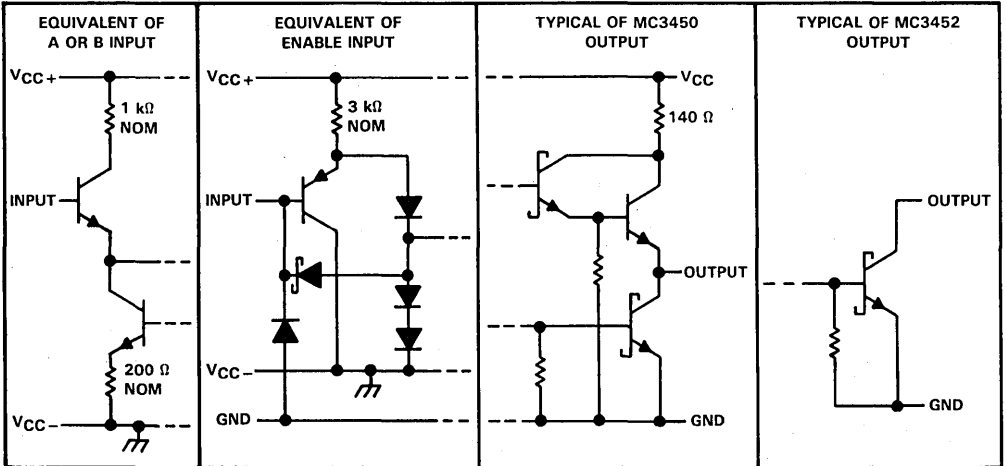 EQUIVALENT OF
A OR B INPUT
VCC+
1 kΩ
NOM
INPUT
200 Ω
NOM
VCC−
EQUIVALENT OF
ENABLE INPUT
VCC+
3 kΩ
NOM
INPUT
VCC−
GND
TYPICAL OF MC3450
OUTPUT
VCC
140 Ω
OUTPUT
GND
TYPICAL OF MC3452
OUTPUT
OUTPUT
GND